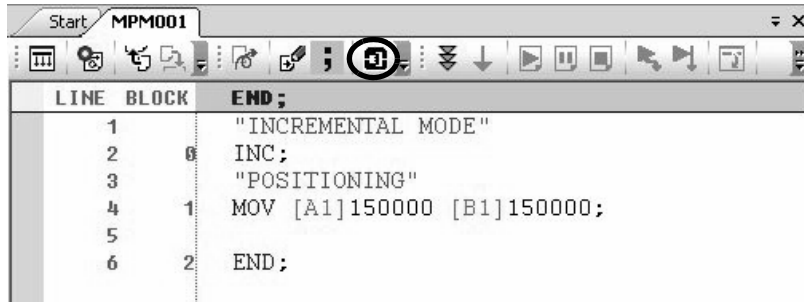 Start MPM001
LINE BLOCK END;
1 "INCREMENTAL MODE"
2 0 INC;
3 "POSITIONING"
4 1 MOV [A1]150000 [B1]150000;
5
6 2 END;